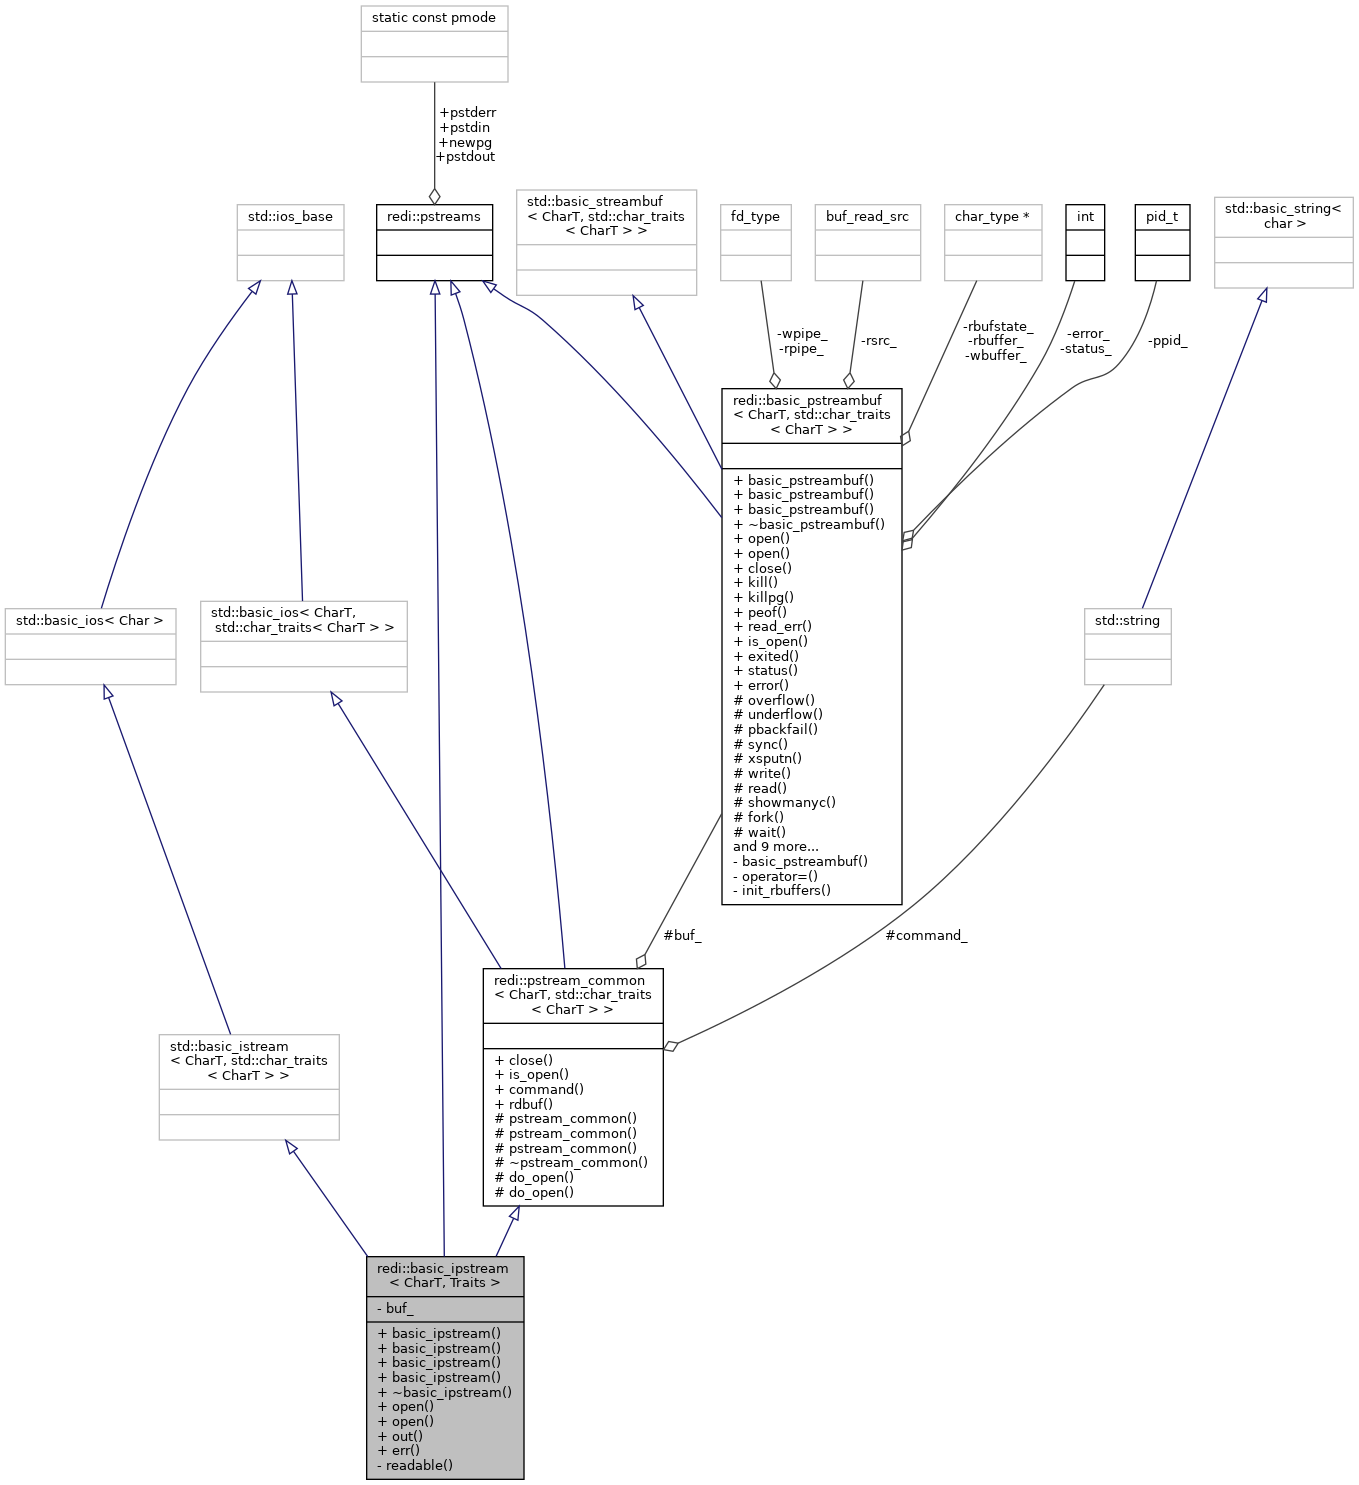 static const pmode
+pstderr
+pstdin
+newpg
+pstdout
std::ios_base
redi::pstreams
std::basic_streambuf
< CharT, std::char_traits
< CharT > >
fd_type
buf_read_src
char_type *
int
pid_t
std::basic_string<
char >
-wpipe_
-rpipe_
-rsrc_
-rbufstate_
-rbuffer_
-wbuffer_
-error_
-status_
-ppid_
redi::basic_pstreambuf
< CharT, std::char_traits
< CharT > >
+ basic_pstreambuf()
+ basic_pstreambuf()
+ basic_pstreambuf()
+ ~basic_pstreambuf()
+ open()
+ open()
+ close()
+ kill()
+ killpg()
+ peof()
+ read_err()
+ is_open()
+ exited()
+ status()
+ error()
# overflow()
# underflow()
# pbackfail()
# sync()
# xsputn()
# write()
# read()
# showmanyc()
# fork()
# wait()
and 9 more...
- basic_pstreambuf()
- operator=()
- init_rbuffers()
std::basic_ios< Char >
std::basic_ios< CharT,
std::char_traits< CharT > >
std::string
#buf_
#command_
redi::pstream_common
< CharT, std::char_traits
< CharT > >
+ close()
+ is_open()
+ command()
+ rdbuf()
# pstream_common()
# pstream_common()
# pstream_common()
# ~pstream_common()
# do_open()
# do_open()
std::basic_istream
< CharT, std::char_traits
< CharT > >
redi::basic_ipstream
< CharT, Traits >
- buf_
+ basic_ipstream()
+ basic_ipstream()
+ basic_ipstream()
+ basic_ipstream()
+ ~basic_ipstream()
+ open()
+ open()
+ out()
+ err()
- readable()